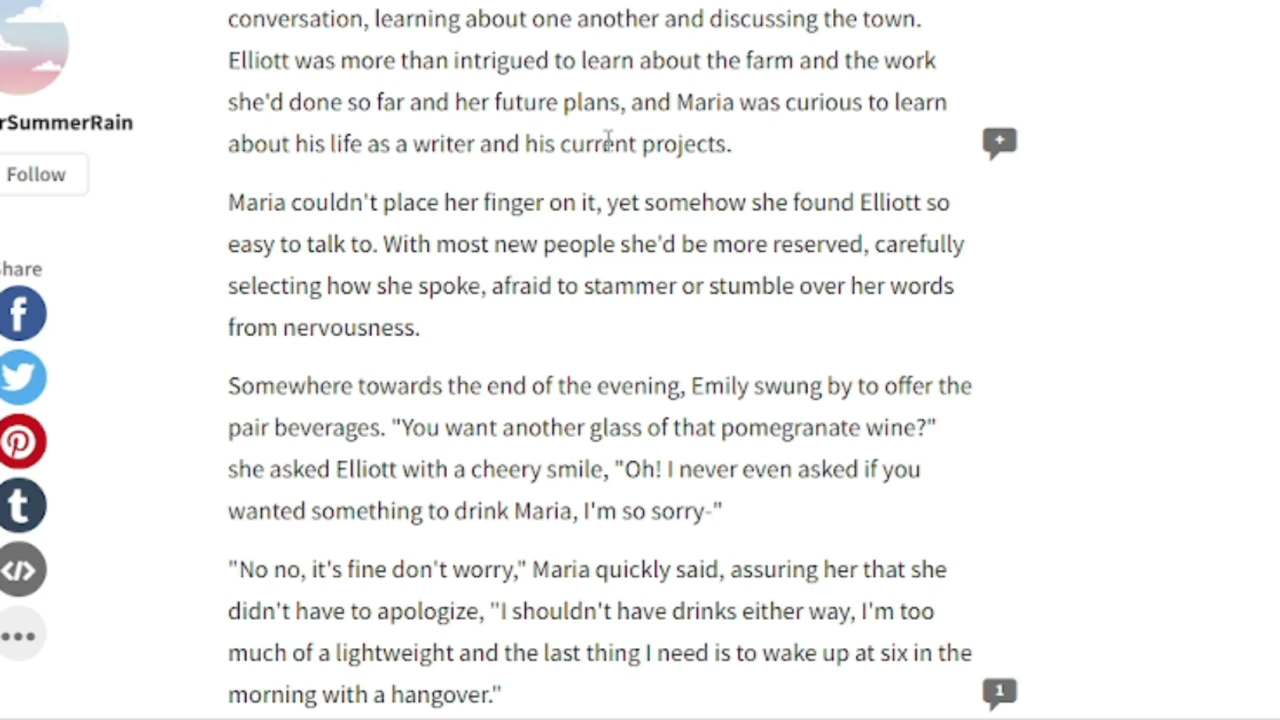 conversation, learning about one another and discussing the town.
Elliott was more than intrigued to learn about the farm and the work
she'd done so far and her future plans, and Maria was curious to learn
about his life as a writer and his current projects.
+
rSummerRain
Follow
Maria couldn't place her finger on it, yet somehow she found Elliott so
easy to talk to. With most new people she'd be more reserved, carefully
selecting how she spoke, afraid to stammer or stumble over her words
from nervousness.
Share
f
t
Somewhere towards the end of the evening, Emily swung by to offer the
pair beverages. "You want another glass of that pomegranate wine?"
she asked Elliott with a cheery smile, "Oh! I never even asked if you
wanted something to drink Maria, I'm so sorry-"
"No no, it's fine don't worry," Maria quickly said, assuring her that she
didn't have to apologize, "I shouldn't have drinks either way, I'm too
much of a lightweight and the last thing I need is to wake up at six in the
morning with a hangover."
1